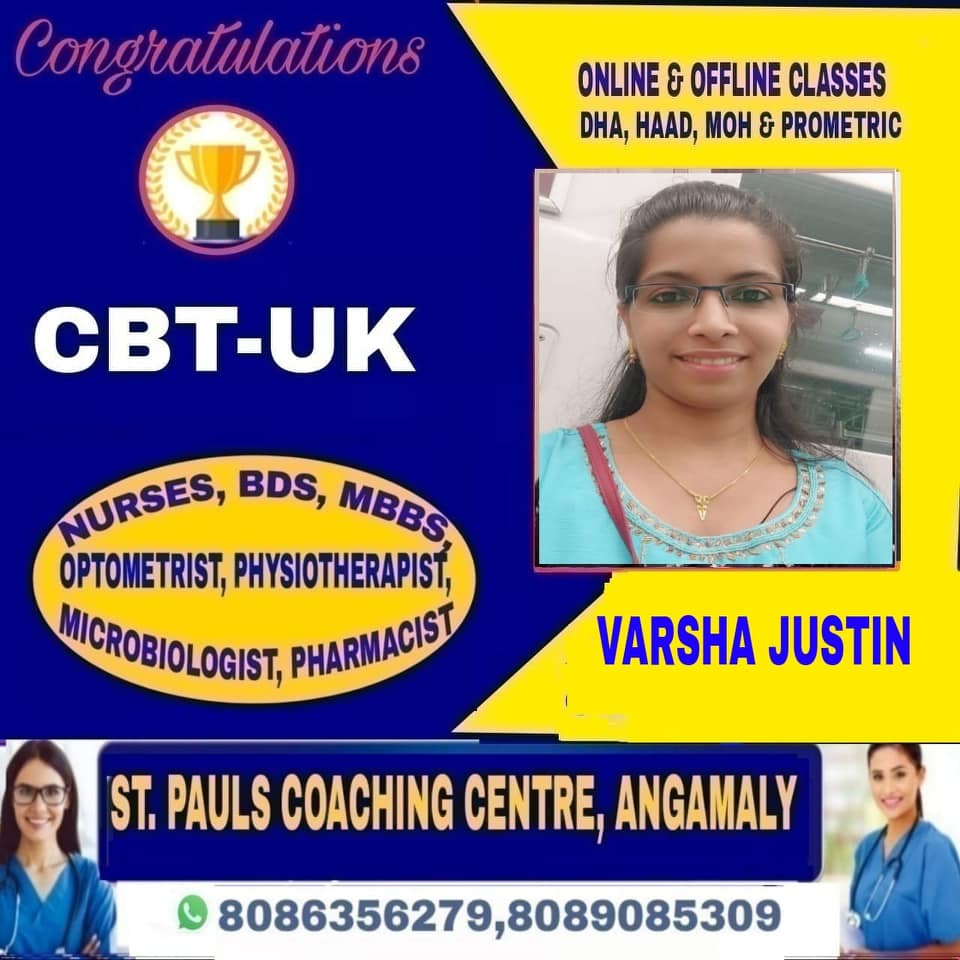 Congratulations
ONLINE & OFFLINE CLASSES
DHA, HAAD, MOH & PROMETRIC
CBT-UK
NURSES, BDS, MBBS,
OPTOMETRIST, PHYSIOTHERAPIST,
MICROBIOLOGIST, PHARMACIST
VARSHA JUSTIN
ST. PAULS COACHING CENTRE, ANGAMALY
8086356279,8089085309